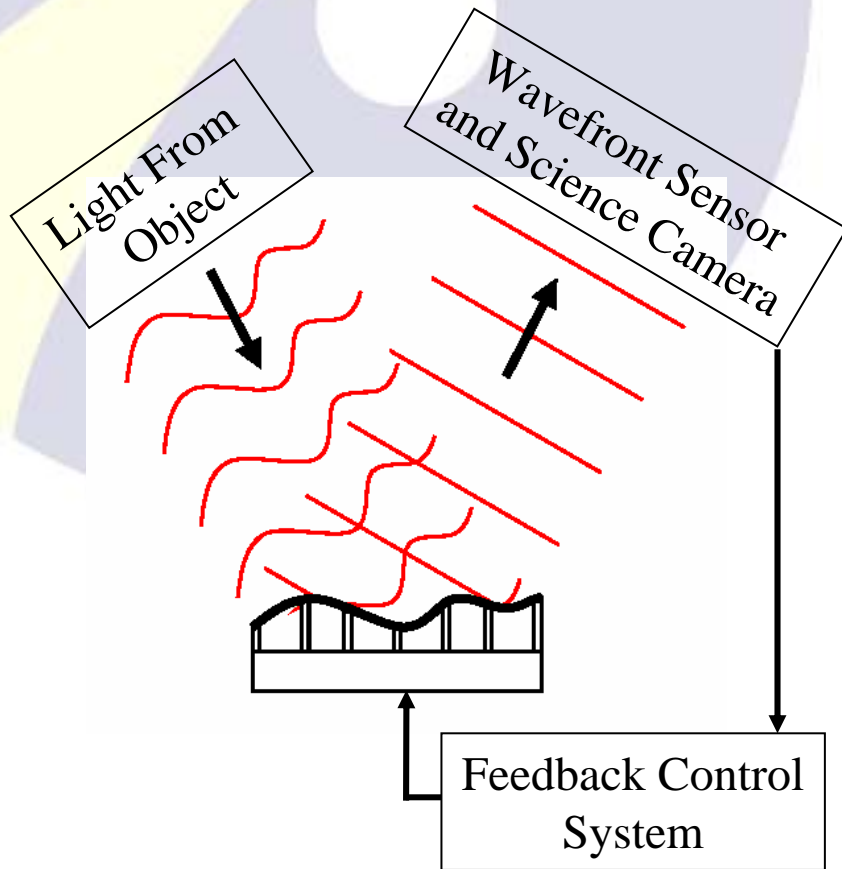 Light From
Object
Wavefront Sensor
and Science Camera
Feedback Control
System